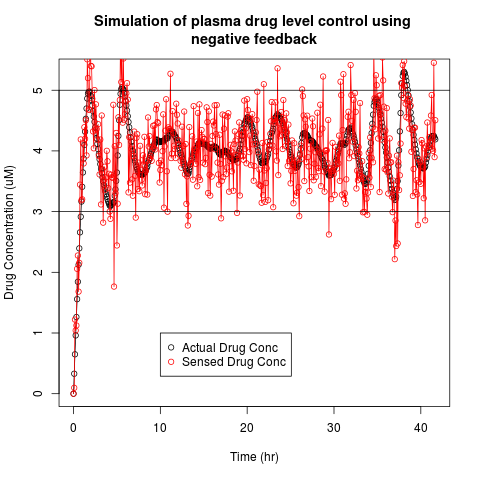 Simulation of plasma drug level control using
negative feedback
Drug Concentration (uM)
5
4
3
2
1
0
Actual Drug Conc
Sensed Drug Conc
0 10 20 30 40
Time (hr)